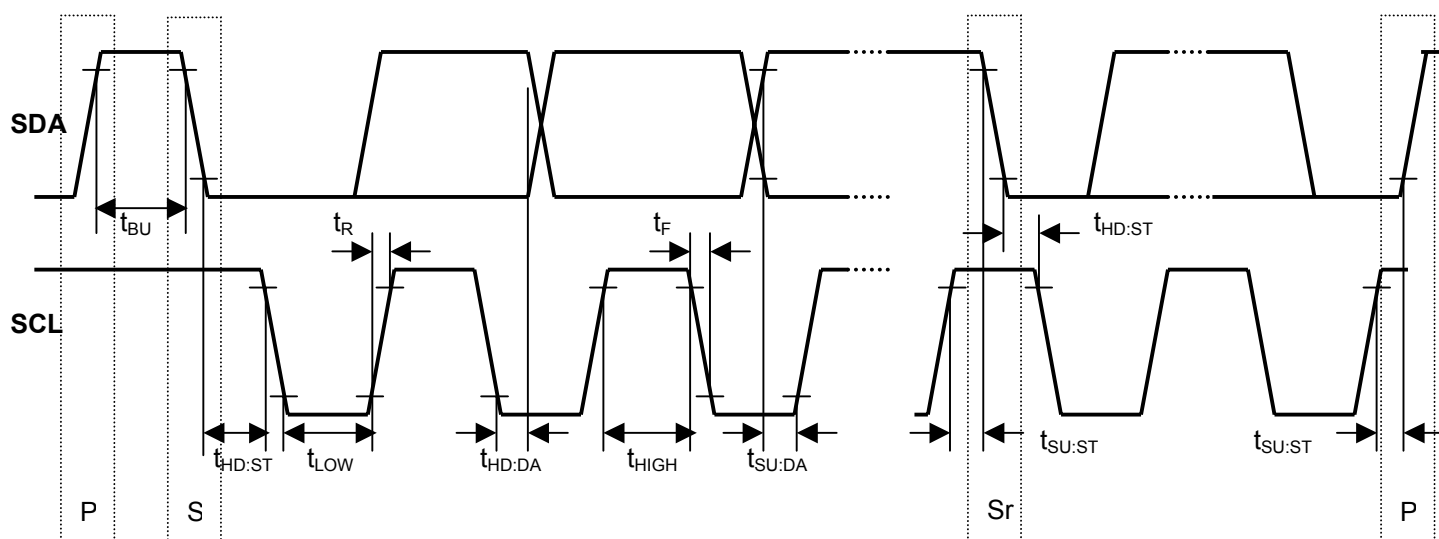 SDA
t_BU
t_R
t_F
t_HD:ST
SCL
t_HD:ST
t_LOW
t_HD:DA
t_HIGH
t_SU:DA
t_SU:ST
t_SU:ST
P
S
Sr
P